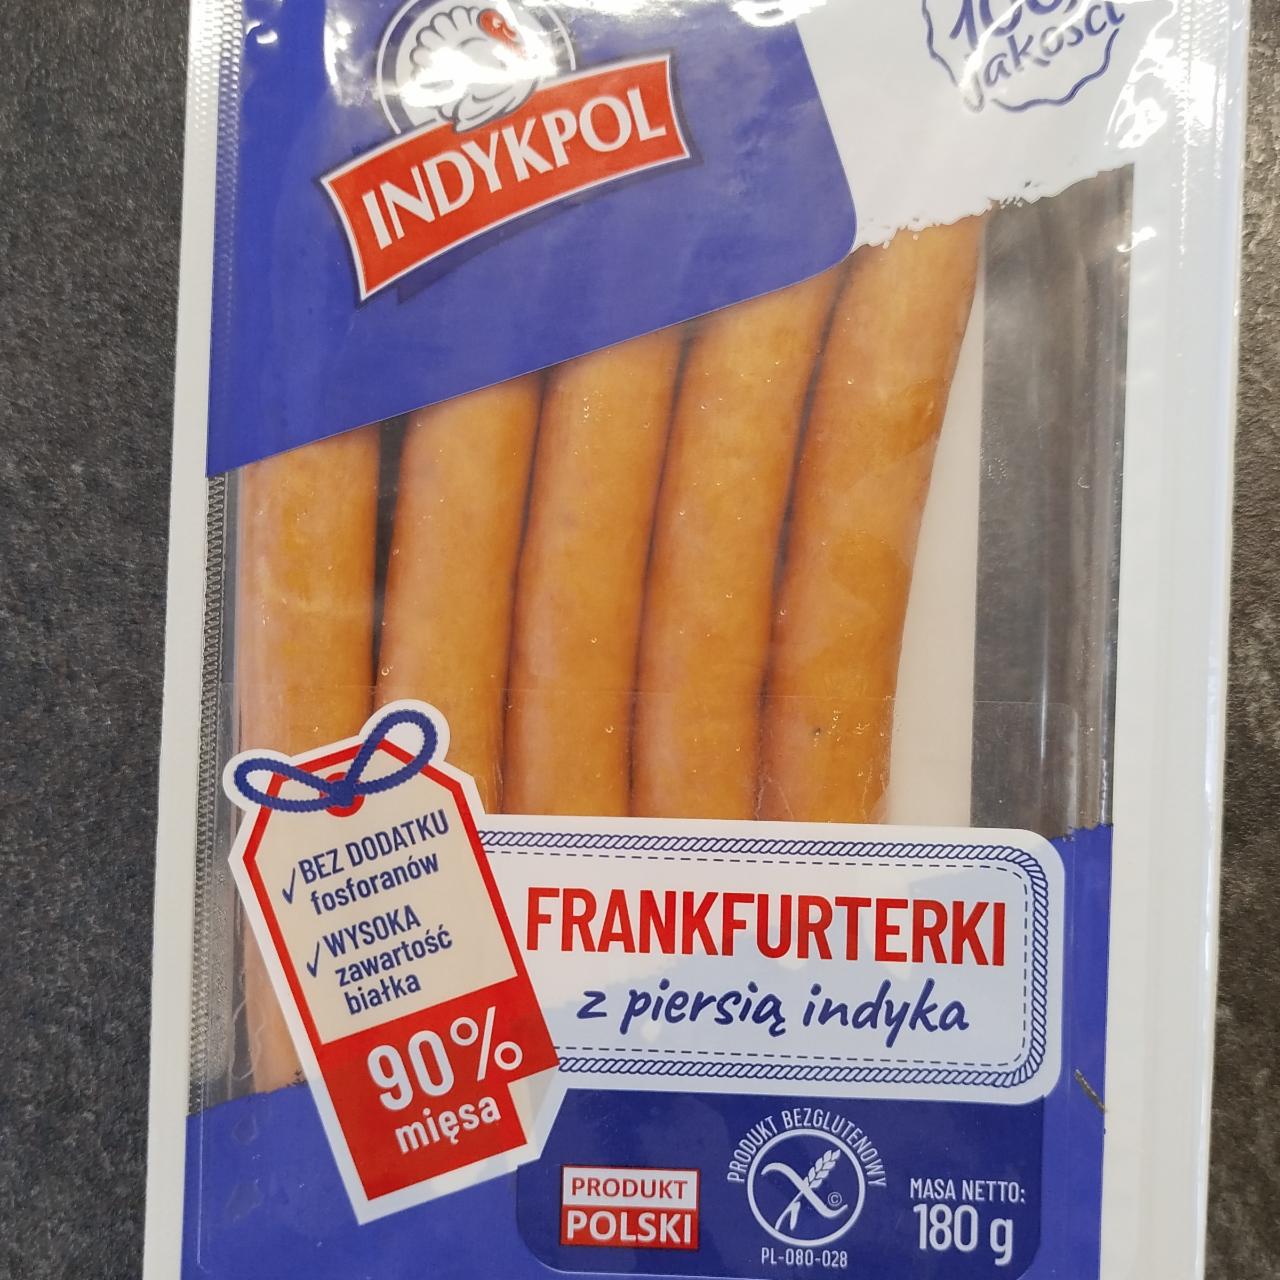 INDYKPOL
jakości
BEZ DODATKU
fosforanów
WYSOKA
zawartość
białka
90%
mięsa
FRANKFURTERKI
z piersią indyka
PRODUKT
POLSKI
PRODUKT BEZGLUTENOWY
©
PL-080-028
MASA NETTO:
180 g